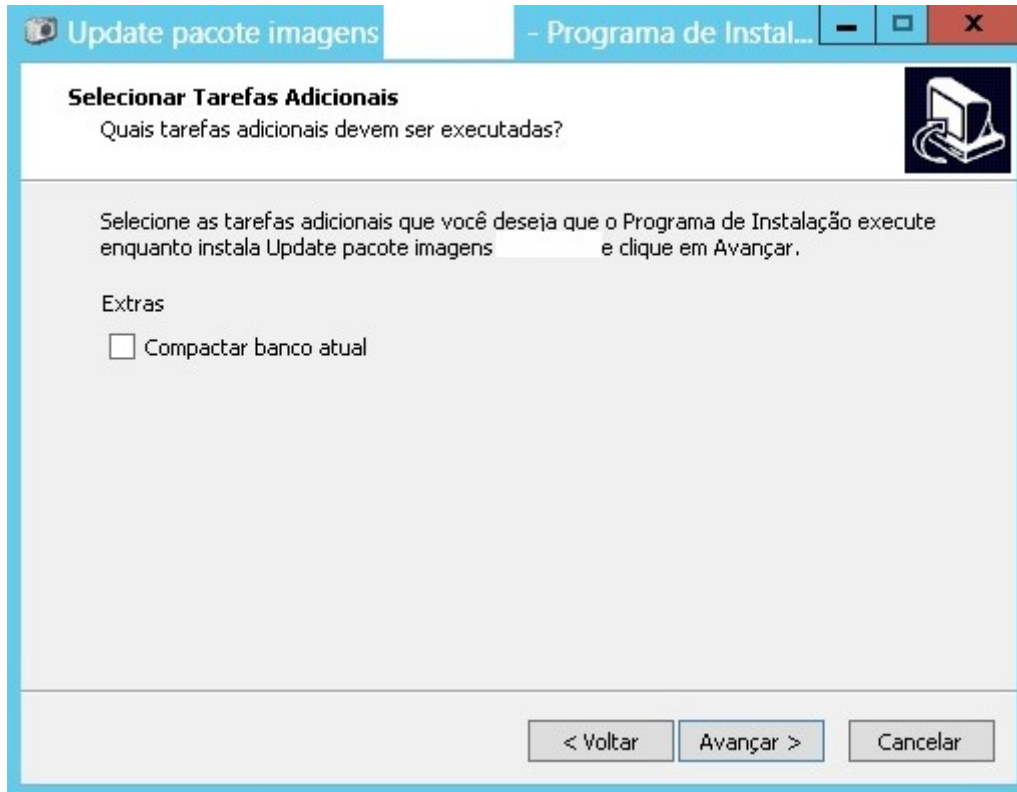 Update pacote imagens - Programa de Instal...
Selecionar Tarefas Adicionais
Quais tarefas adicionais devem ser executadas?
Selecione as tarefas adicionais que você deseja que o Programa de Instalação execute
enquanto instala Update pacote imagens e clique em Avançar.
Extras
Compactar banco atual
< Voltar
Avançar >
Cancelar